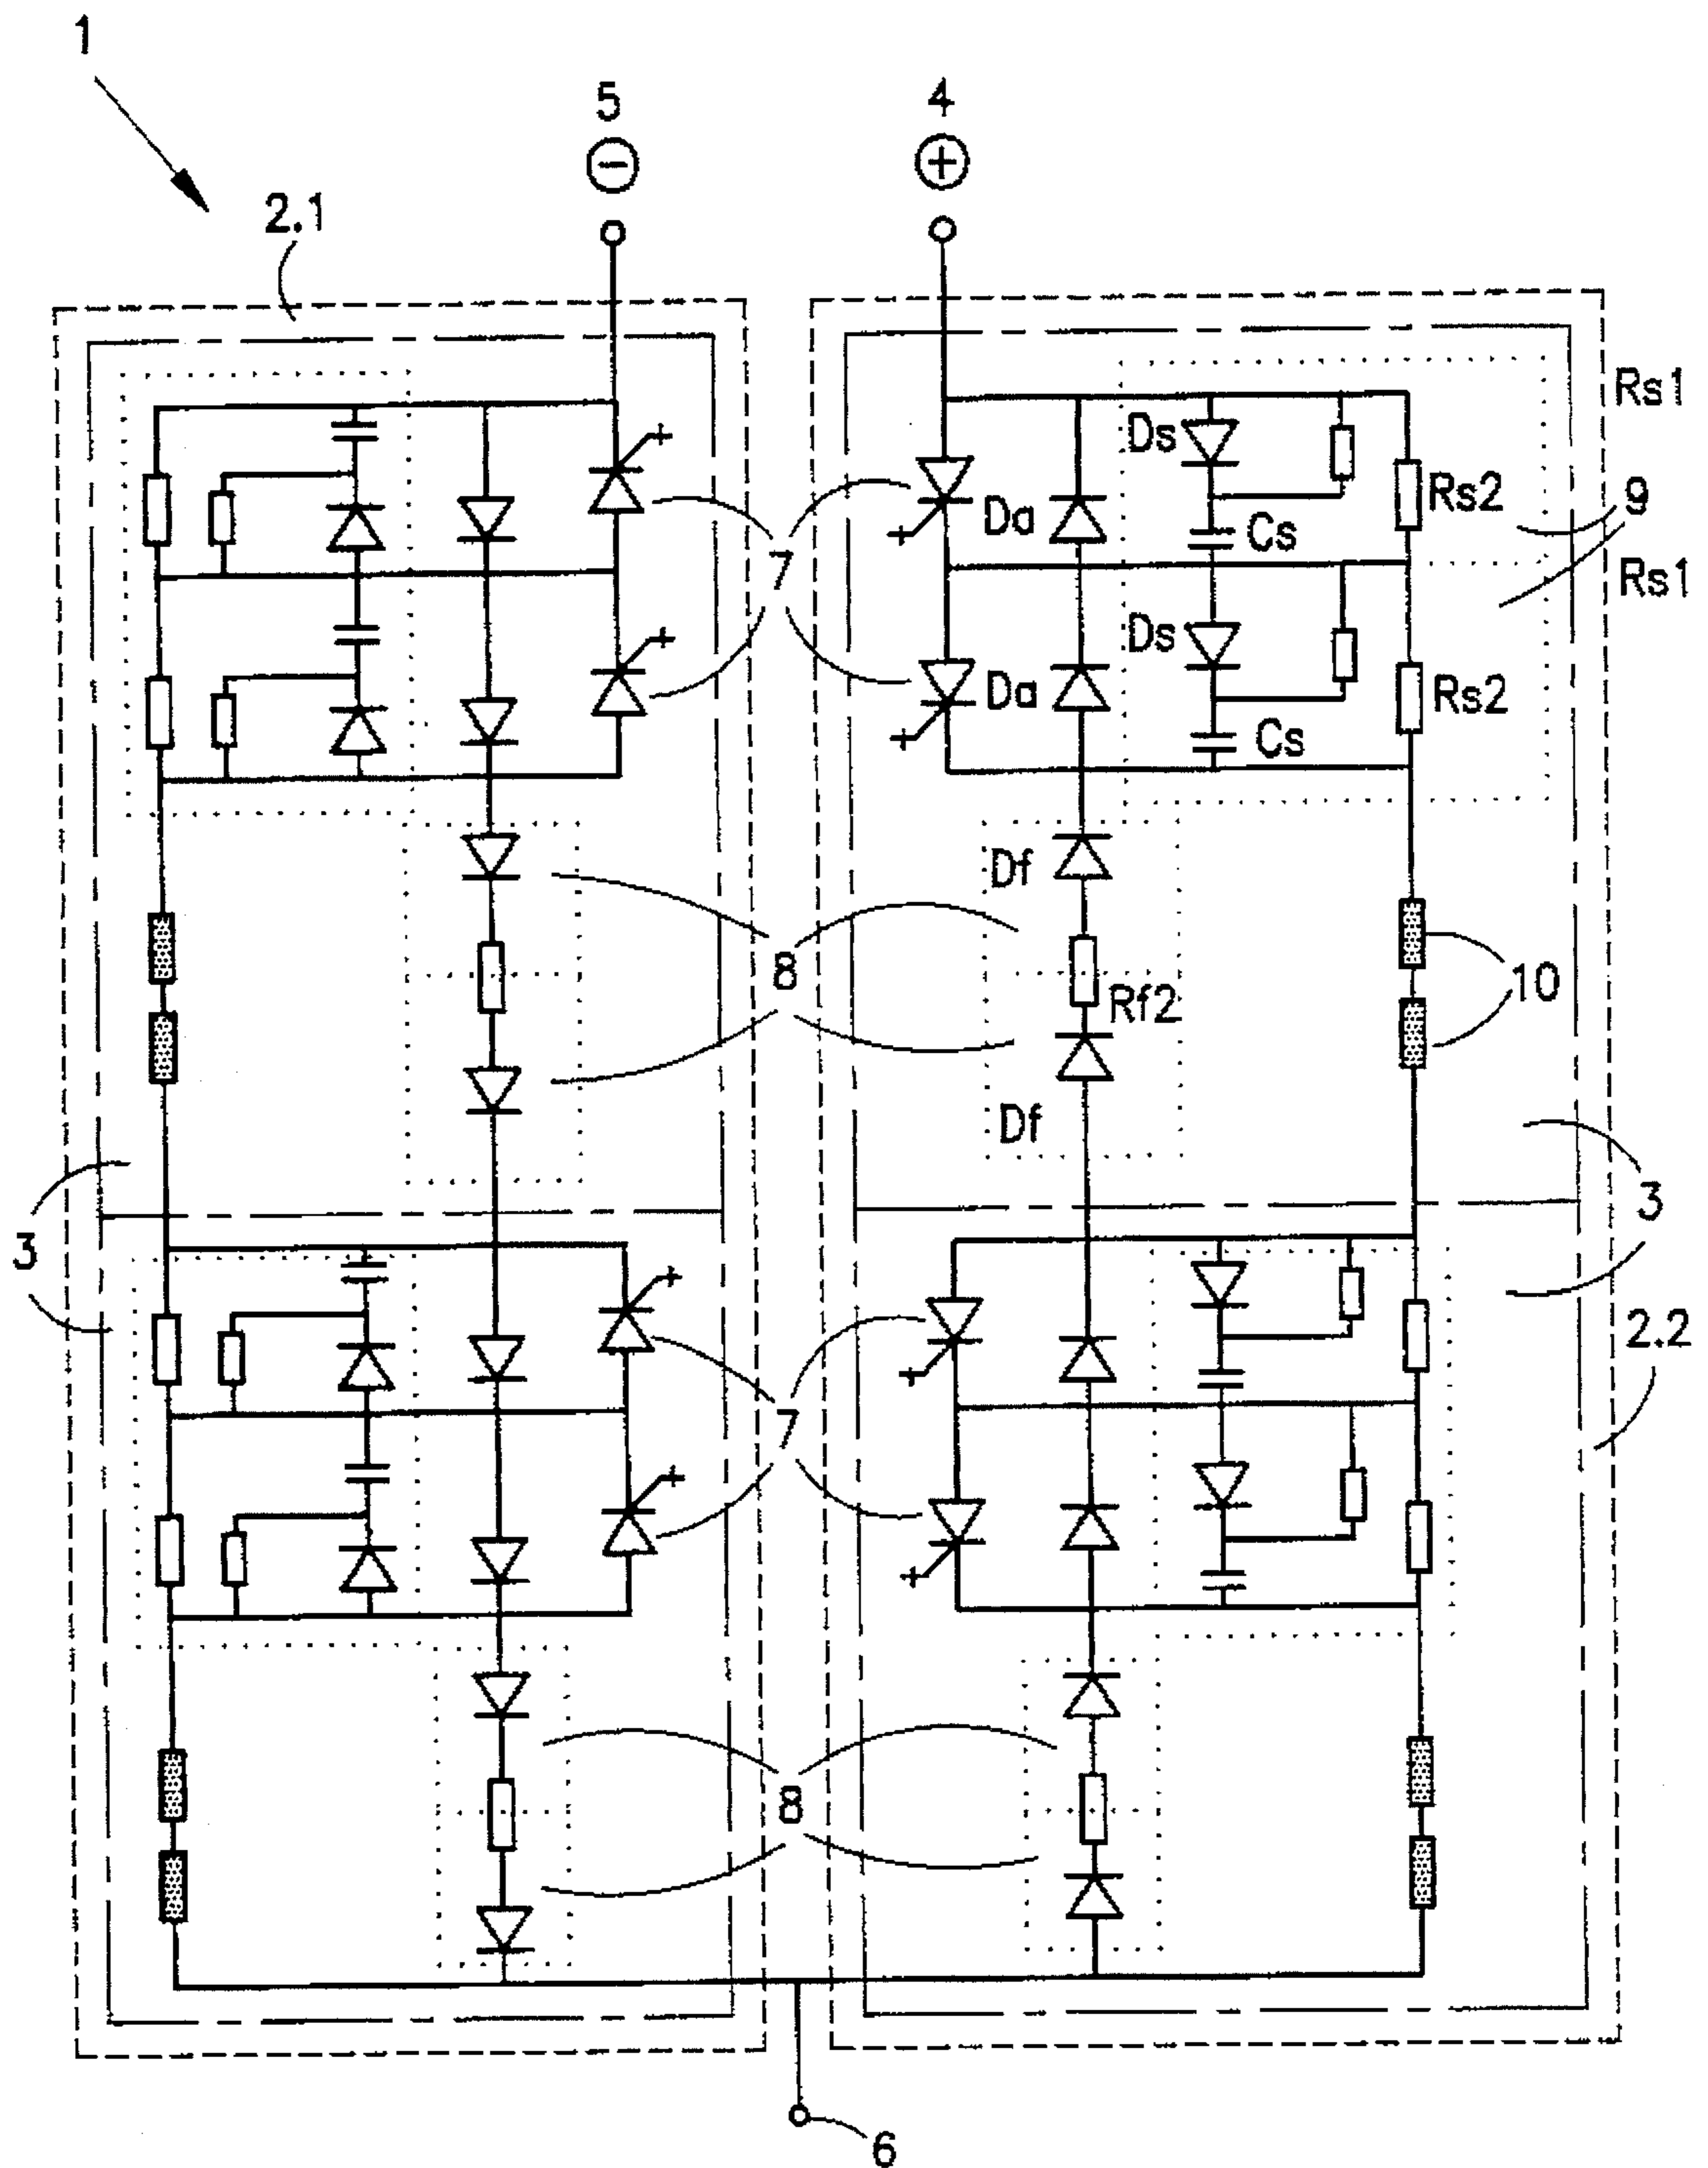 1
5 4
− +
2.1
Rs1
Ds
+
Rs2 9
+ Da Cs
7
Rs1
+ Ds
Da Rs2
+ Cs
Df
8 10
Rf2
Df
3 3
+
2.2
+
7
+
+
8
6